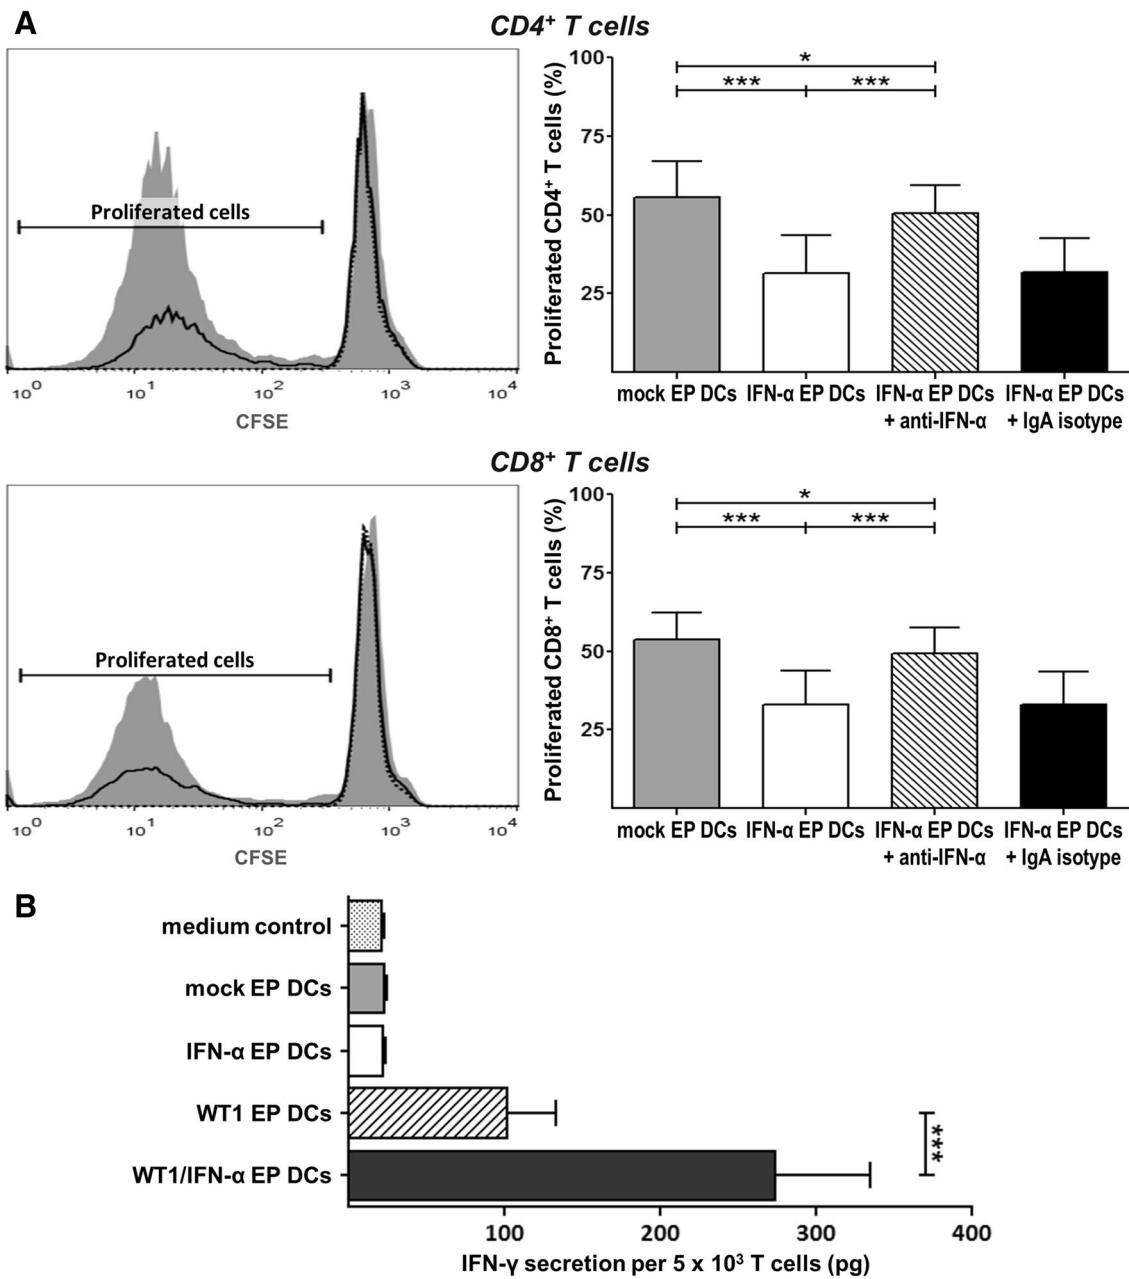 A
CD4⁺ T cells
Proliferated cells
10⁰ 10¹ 10² 10³ 10⁴
CFSE
Proliferated CD4⁺ T cells (%)
100
75
50
25
*
*** ***
mock EP DCs IFN-α EP DCs IFN-α EP DCs IFN-α EP DCs
+ anti-IFN-α + IgA isotype
CD8⁺ T cells
Proliferated cells
10⁰ 10¹ 10² 10³ 10⁴
CFSE
Proliferated CD8⁺ T cells (%)
100
75
50
25
*
*** ***
mock EP DCs IFN-α EP DCs IFN-α EP DCs IFN-α EP DCs
+ anti-IFN-α + IgA isotype
B
medium control
mock EP DCs
IFN-α EP DCs
WT1 EP DCs
WT1/IFN-α EP DCs
***
100 200 300 400
IFN-γ secretion per 5 x 10³ T cells (pg)